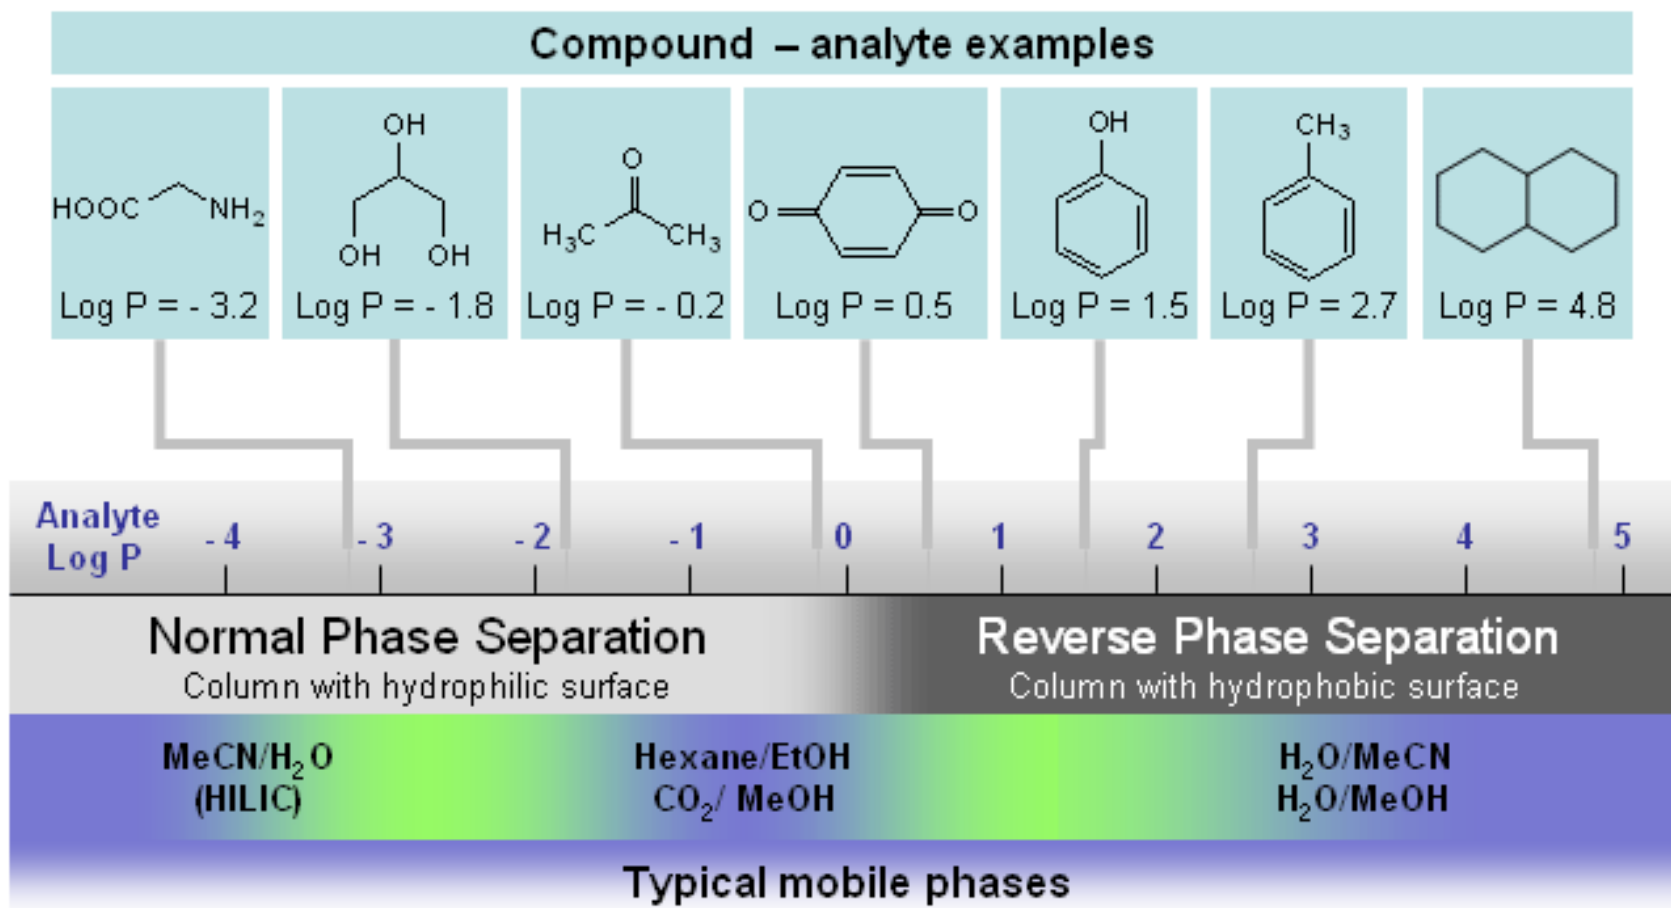 Compound – analyte examples
HOOC NH2
Log P = - 3.2
OH
OH OH
Log P = - 1.8
O
H3C CH3
Log P = - 0.2
O O
Log P = 0.5
OH
Log P = 1.5
CH3
Log P = 2.7
Log P = 4.8
Analyte
Log P
- 4 - 3 - 2 - 1 0 1 2 3 4 5
Normal Phase Separation
Column with hydrophilic surface
Reverse Phase Separation
Column with hydrophobic surface
MeCN/H2O
(HILIC)
Hexane/EtOH
CO2/ MeOH
H2O/MeCN
H2O/MeOH
Typical mobile phases